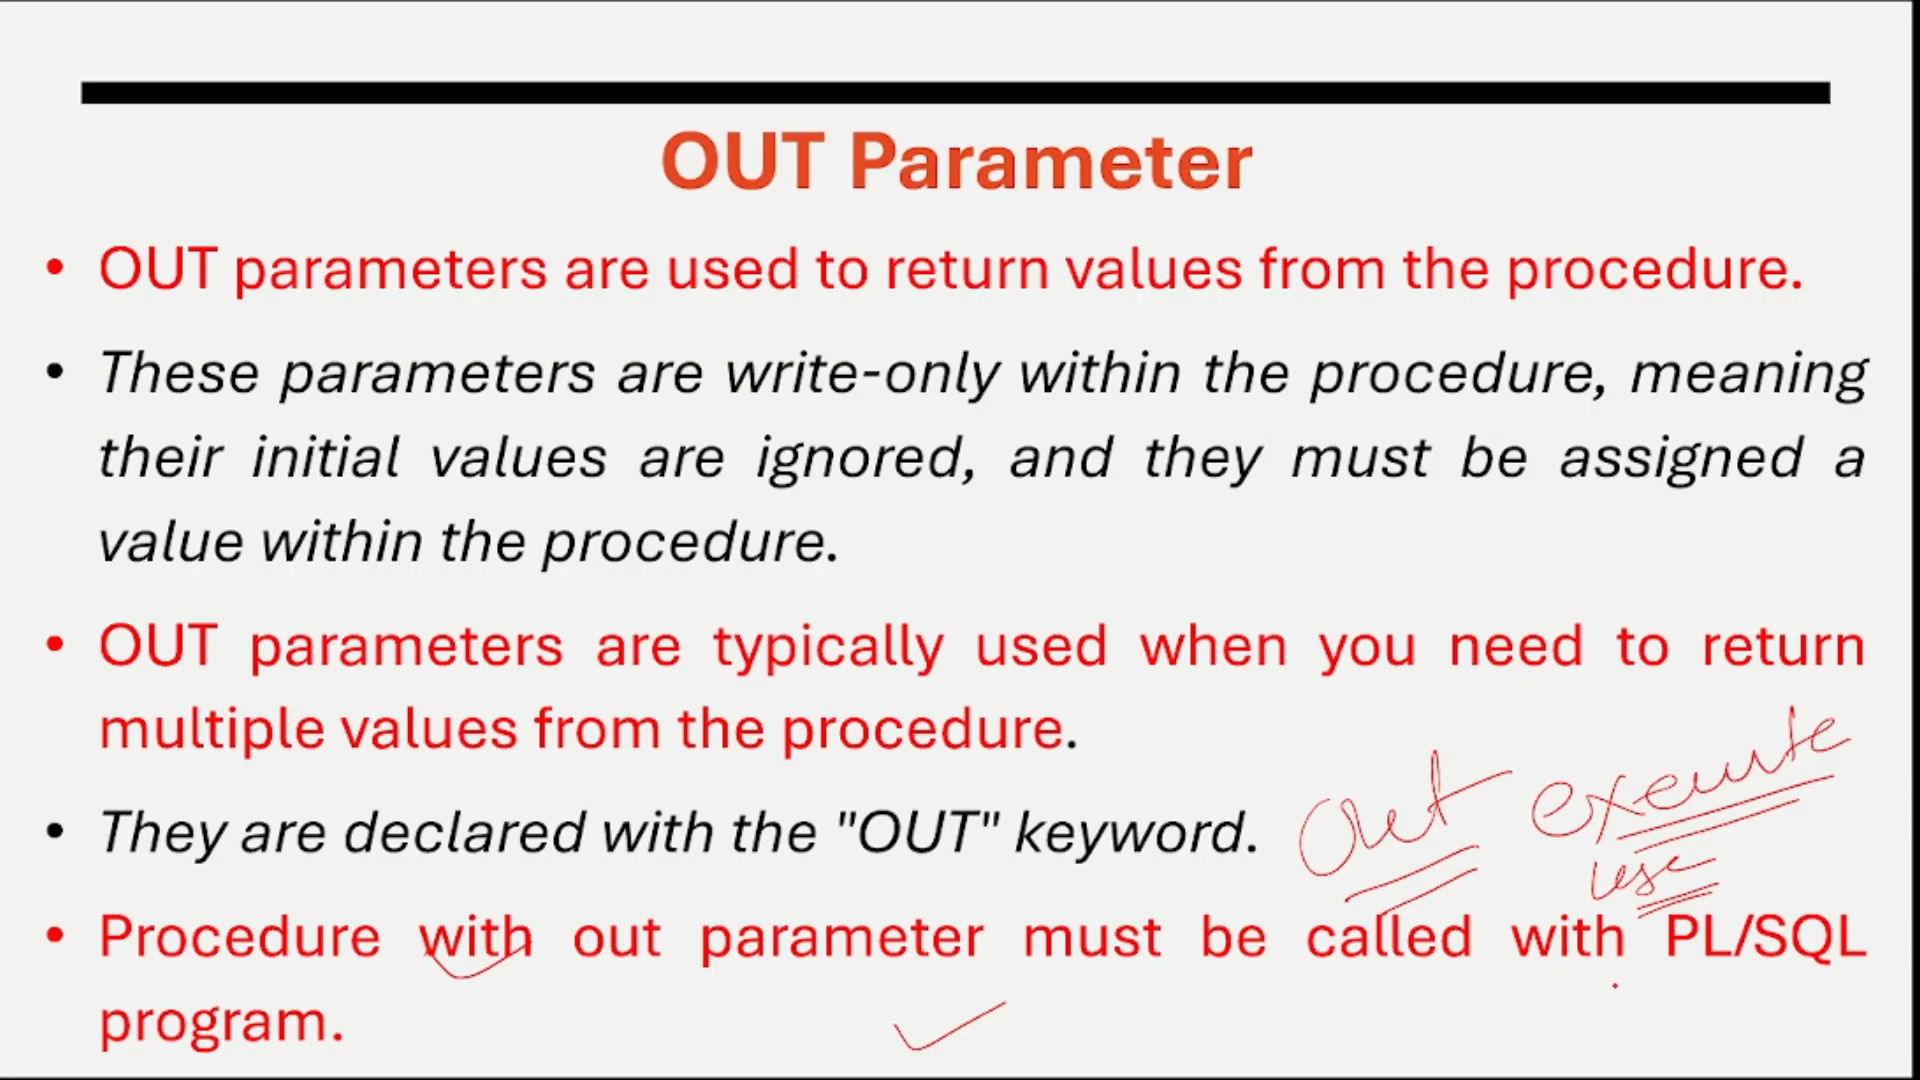 OUT Parameter
• OUT parameters are used to return values from the procedure.
• These parameters are write-only within the procedure, meaning
their initial values are ignored, and they must be assigned a
value within the procedure.
• OUT parameters are typically used when you need to return
multiple values from the procedure.
• They are declared with the "OUT" keyword.
out execute
use
• Procedure with out parameter must be called with PL/SQL
program.